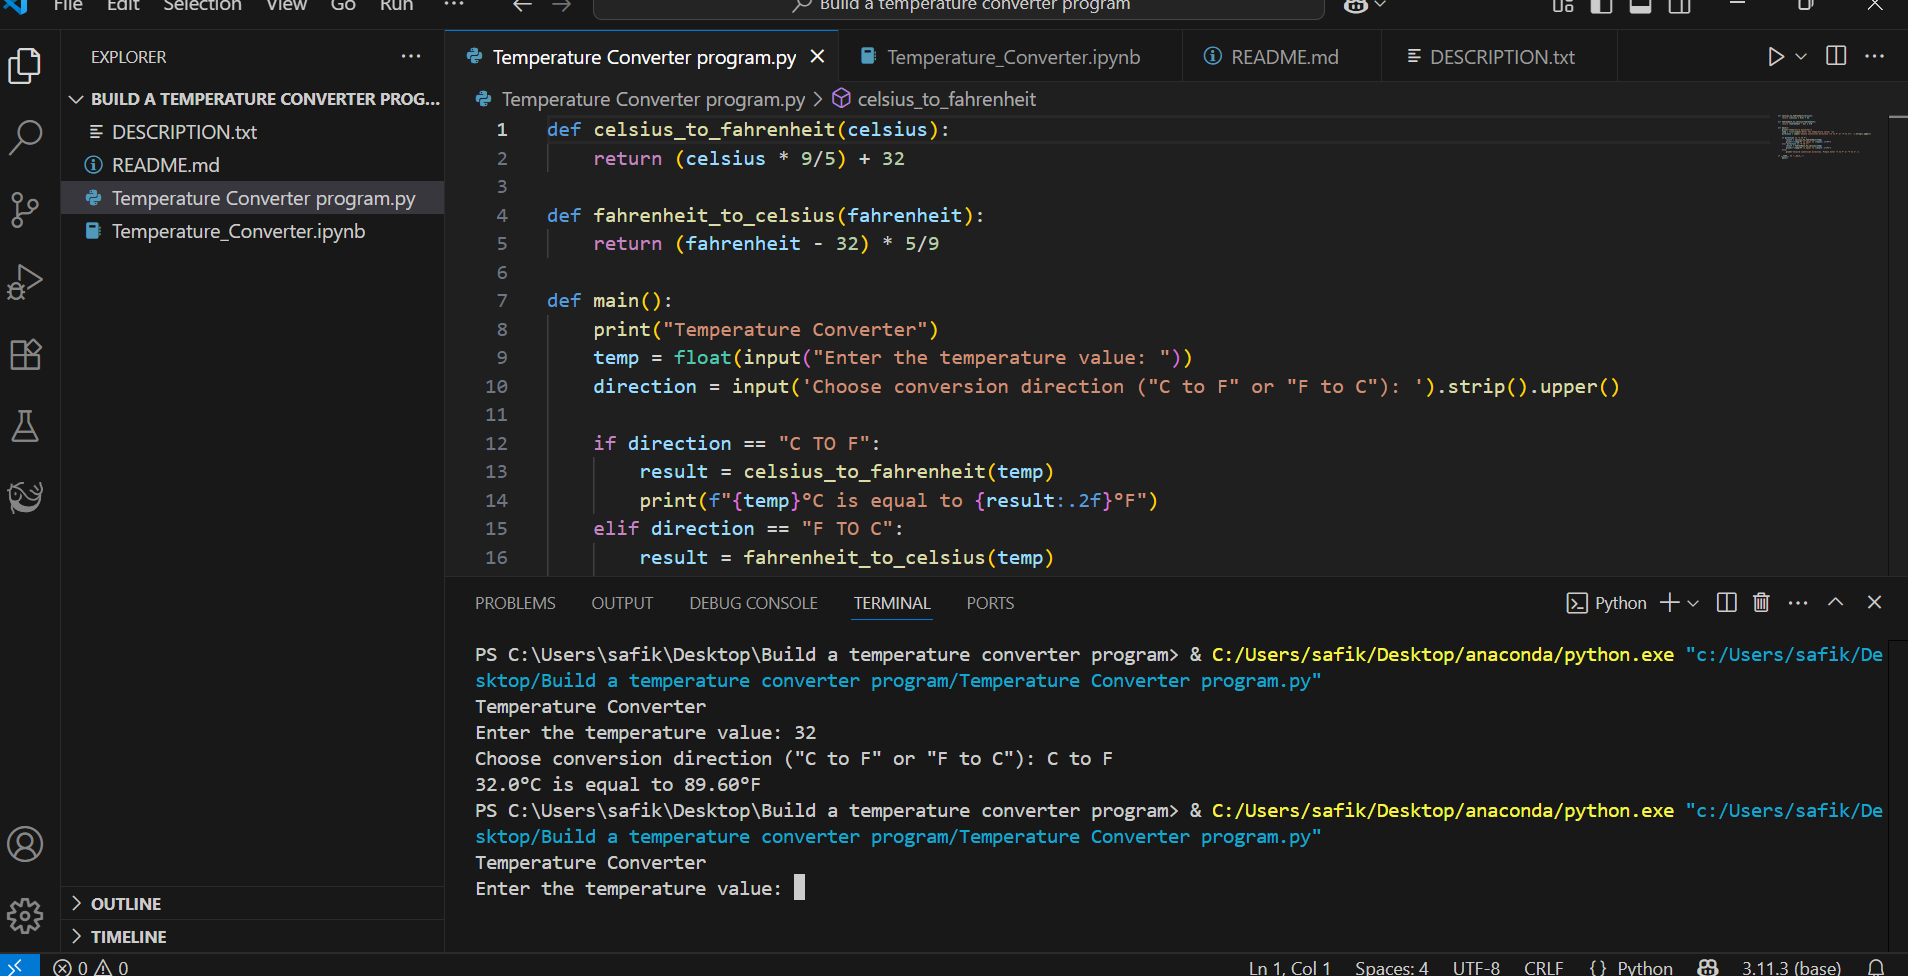 File Edit Selection View Go Run ...
Build a temperature converter program
EXPLORER
BUILD A TEMPERATURE CONVERTER PROG...
DESCRIPTION.txt
README.md
Temperature Converter program.py
Temperature_Converter.ipynb
OUTLINE
TIMELINE
Temperature Converter program.py
Temperature_Converter.ipynb
README.md
DESCRIPTION.txt
Temperature Converter program.py > celsius_to_fahrenheit
1 def celsius_to_fahrenheit(celsius):
2 return (celsius * 9/5) + 32
3
4 def fahrenheit_to_celsius(fahrenheit):
5 return (fahrenheit - 32) * 5/9
6
7 def main():
8 print("Temperature Converter")
9 temp = float(input("Enter the temperature value: "))
10 direction = input('Choose conversion direction ("C to F" or "F to C"): ').strip().upper()
11
12 if direction == "C TO F":
13 result = celsius_to_fahrenheit(temp)
14 print(f"{temp}°C is equal to {result:.2f}°F")
15 elif direction == "F TO C":
16 result = fahrenheit_to_celsius(temp)
PROBLEMS OUTPUT DEBUG CONSOLE TERMINAL PORTS
Python
PS C:\Users\safik\Desktop\Build a temperature converter program> & C:/Users/safik/Desktop/anaconda/python.exe "c:/Users/safik/De
sktop/Build a temperature converter program/Temperature Converter program.py"
Temperature Converter
Enter the temperature value: 32
Choose conversion direction ("C to F" or "F to C"): C to F
32.0°C is equal to 89.60°F
PS C:\Users\safik\Desktop\Build a temperature converter program> & C:/Users/safik/Desktop/anaconda/python.exe "c:/Users/safik/De
sktop/Build a temperature converter program/Temperature Converter program.py"
Temperature Converter
Enter the temperature value:
0 0
Ln 1, Col 1 Spaces: 4 UTF-8 CRLF {} Python 3.11.3 (base)